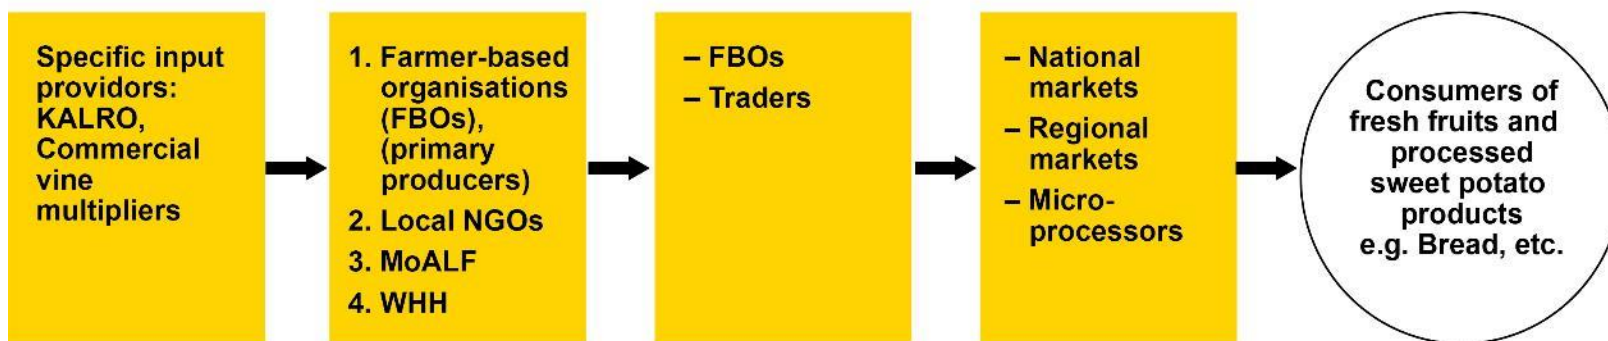 Specific input
providors:
KALRO,
Commercial
vine
multipliers
1. Farmer-based
organisations
(FBOs),
(primary
producers)
2. Local NGOs
3. MoALF
4. WHH
– FBOs
– Traders
– National
markets
– Regional
markets
– Micro-
processors
Consumers of
fresh fruits and
processed
sweet potato
products
e.g. Bread, etc.